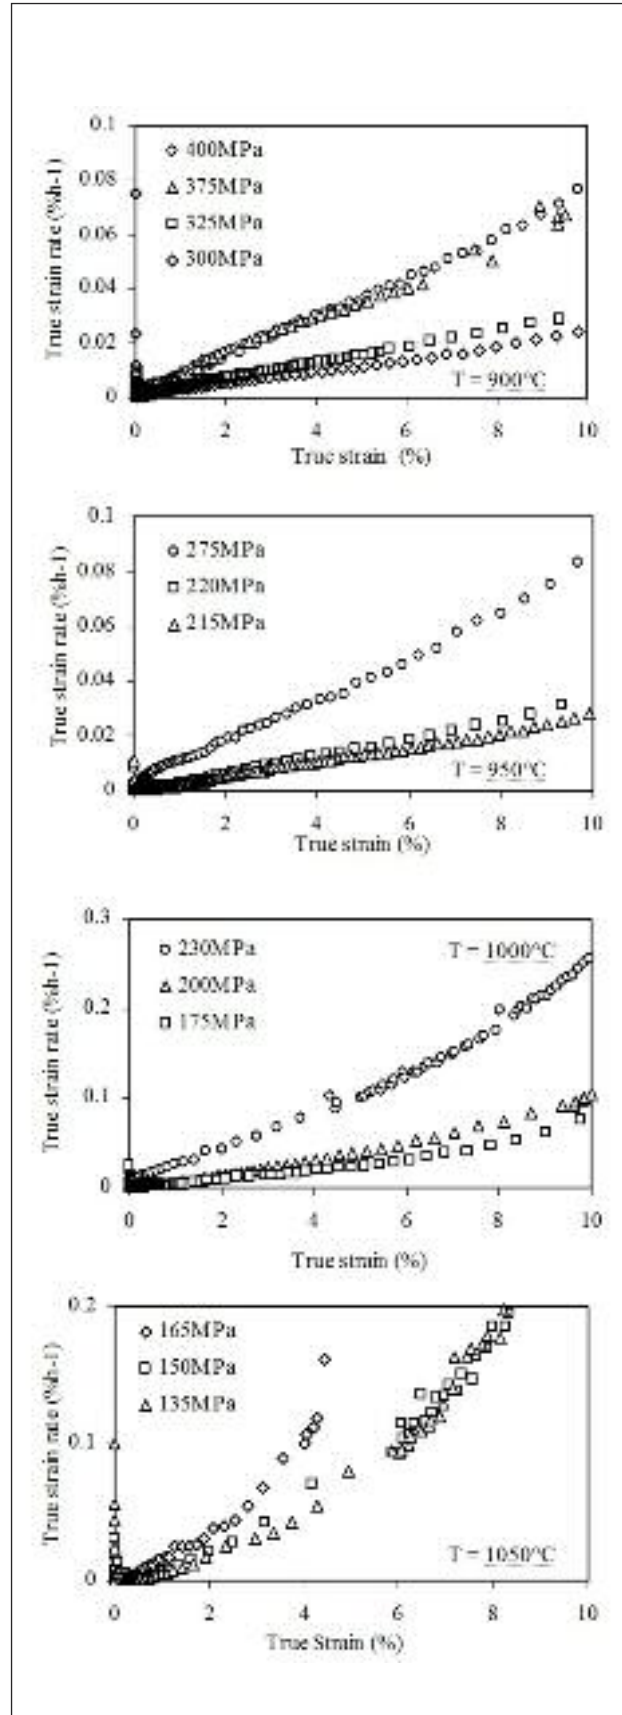 0.1
0.08
0.06
0.04
0.02
0
True strain rate (%h-1)
400MPa
375MPa
325MPa
300MPa
T = 900°C
0 2 4 6 8 10
True strain (%)
0.1
0.08
0.06
0.04
0.02
0
True strain rate (%h-1)
275MPa
220MPa
215MPa
T = 950°C
0 2 4 6 8 10
True strain (%)
0.3
0.2
0.1
0
True strain rate (%h-1)
230MPa
200MPa
175MPa
T = 1000°C
0 2 4 6 8 10
True strain (%)
0.2
0.1
0
True strain rate (%h-1)
165MPa
150MPa
135MPa
T = 1050°C
0 2 4 6 8 10
True Strain (%)